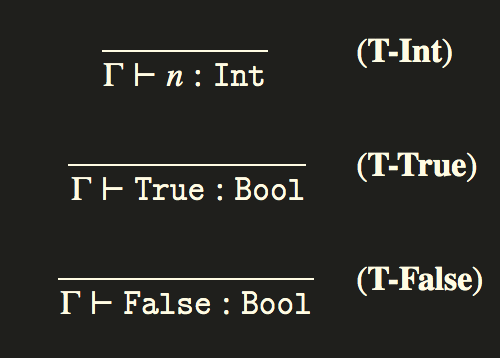 Γ ⊢ n : Int (T-Int)
Γ ⊢ True : Bool (T-True)
Γ ⊢ False : Bool (T-False)